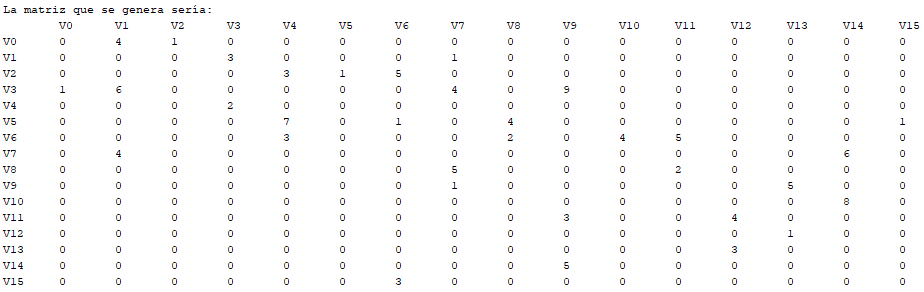 La matriz que se genera sería:
V0 V1 V2 V3 V4 V5 V6 V7 V8 V9 V10 V11 V12 V13 V14 V15
V0 0 4 1 0 0 0 0 0 0 0 0 0 0 0 0 0
V1 0 0 0 3 0 0 0 1 0 0 0 0 0 0 0 0
V2 0 0 0 0 3 1 5 0 0 0 0 0 0 0 0 0
V3 1 6 0 0 0 0 0 4 0 9 0 0 0 0 0 0
V4 0 0 0 2 0 0 0 0 0 0 0 0 0 0 0 0
V5 0 0 0 0 7 0 1 0 4 0 0 0 0 0 0 1
V6 0 0 0 0 3 0 0 0 2 0 4 5 0 0 0 0
V7 0 4 0 0 0 0 0 0 0 0 0 0 0 0 6 0
V8 0 0 0 0 0 0 0 5 0 0 0 2 0 0 0 0
V9 0 0 0 0 0 0 0 1 0 0 0 0 0 5 0 0
V10 0 0 0 0 0 0 0 0 0 0 0 0 0 0 8 0
V11 0 0 0 0 0 0 0 0 0 3 0 0 4 0 0 0
V12 0 0 0 0 0 0 0 0 0 0 0 0 0 1 0 0
V13 0 0 0 0 0 0 0 0 0 0 0 0 3 0 0 0
V14 0 0 0 0 0 0 0 0 0 5 0 0 0 0 0 0
V15 0 0 0 0 0 0 3 0 0 0 0 0 0 0 0 0